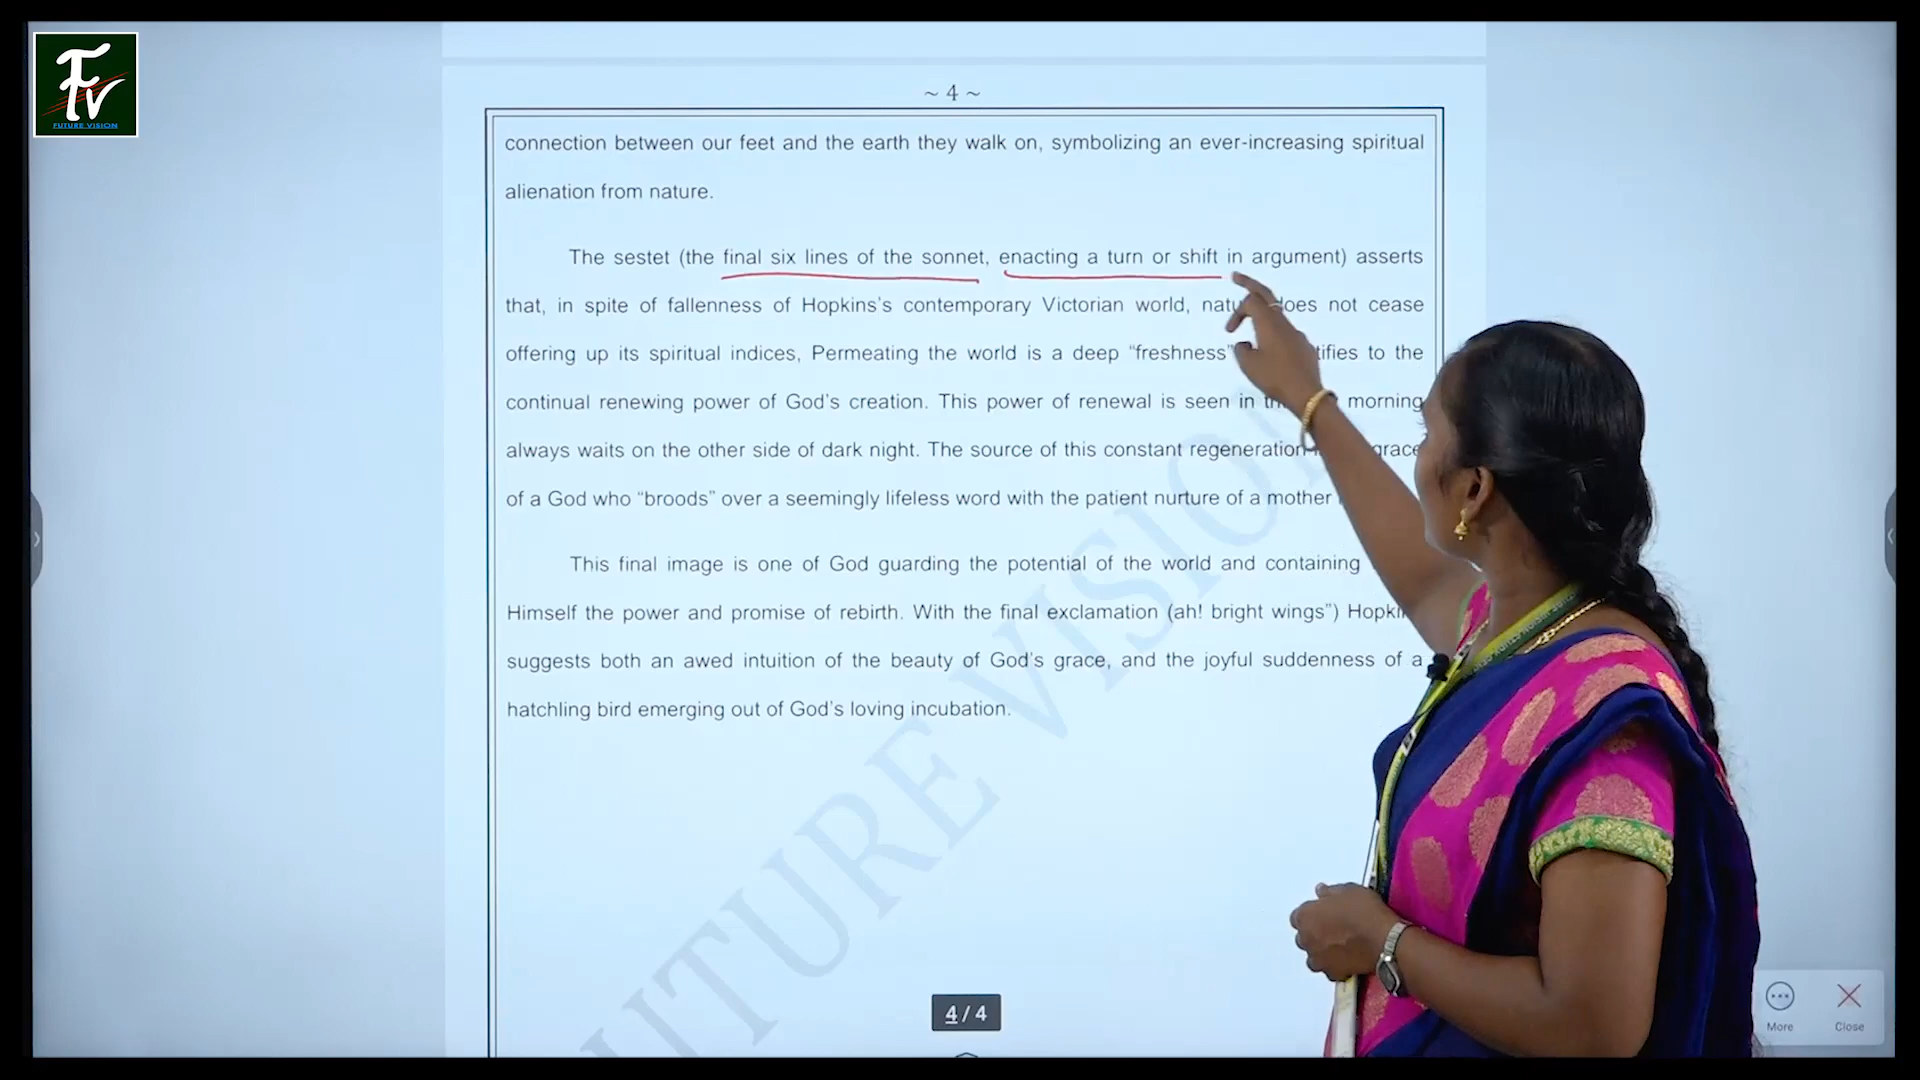 FV
FUTURE VISION
~ 4 ~
connection between our feet and the earth they walk on, symbolizing an ever-increasing spiritual
alienation from nature.
The sestet (the final six lines of the sonnet, enacting a turn or shift in argument) asserts
that, in spite of fallenness of Hopkins's contemporary Victorian world, does not cease
offering up its spiritual indices, Permeating the world is a deep “freshness” to the
continual renewing power of God's creation. This power of renewal is seen in morning
always waits on the other side of dark night. The source of this constant regeneration grace
of a God who “broods” over a seemingly lifeless word with the patient nurture of a mother
This final image is one of God guarding the potential of the world and containing
Himself the power and promise of rebirth. With the final exclamation (ah! bright wings”)
suggests both an awed intuition of the beauty of God's grace, and the joyful suddenness of a
hatchling bird emerging out of God's loving incubation.
4 / 4
More
Close